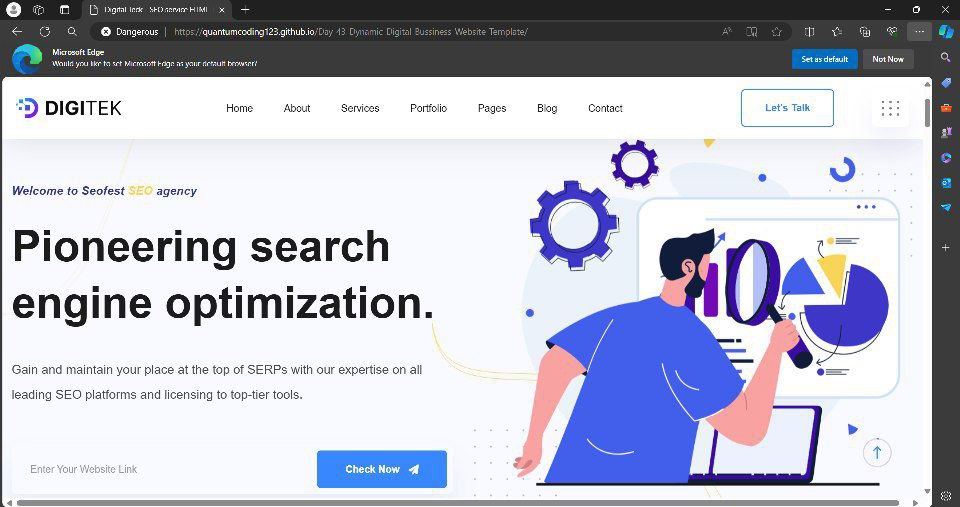 Digital Teck - SEO service HTML T
Dangerous
https://quantumcoding123.github.io/Day 43 Dynamic Digital Bussiness Website Template/
Microsoft Edge
Would you like to set Microsoft Edge as your default browser?
Set as default
Not Now
DIGITEK
Home
About
Services
Portfolio
Pages
Blog
Contact
Let's Talk
Welcome to Seofest SEO agency
Pioneering search
engine optimization.
Gain and maintain your place at the top of SERPs with our expertise on all
leading SEO platforms and licensing to top-tier tools.
Enter Your Website Link
Check Now